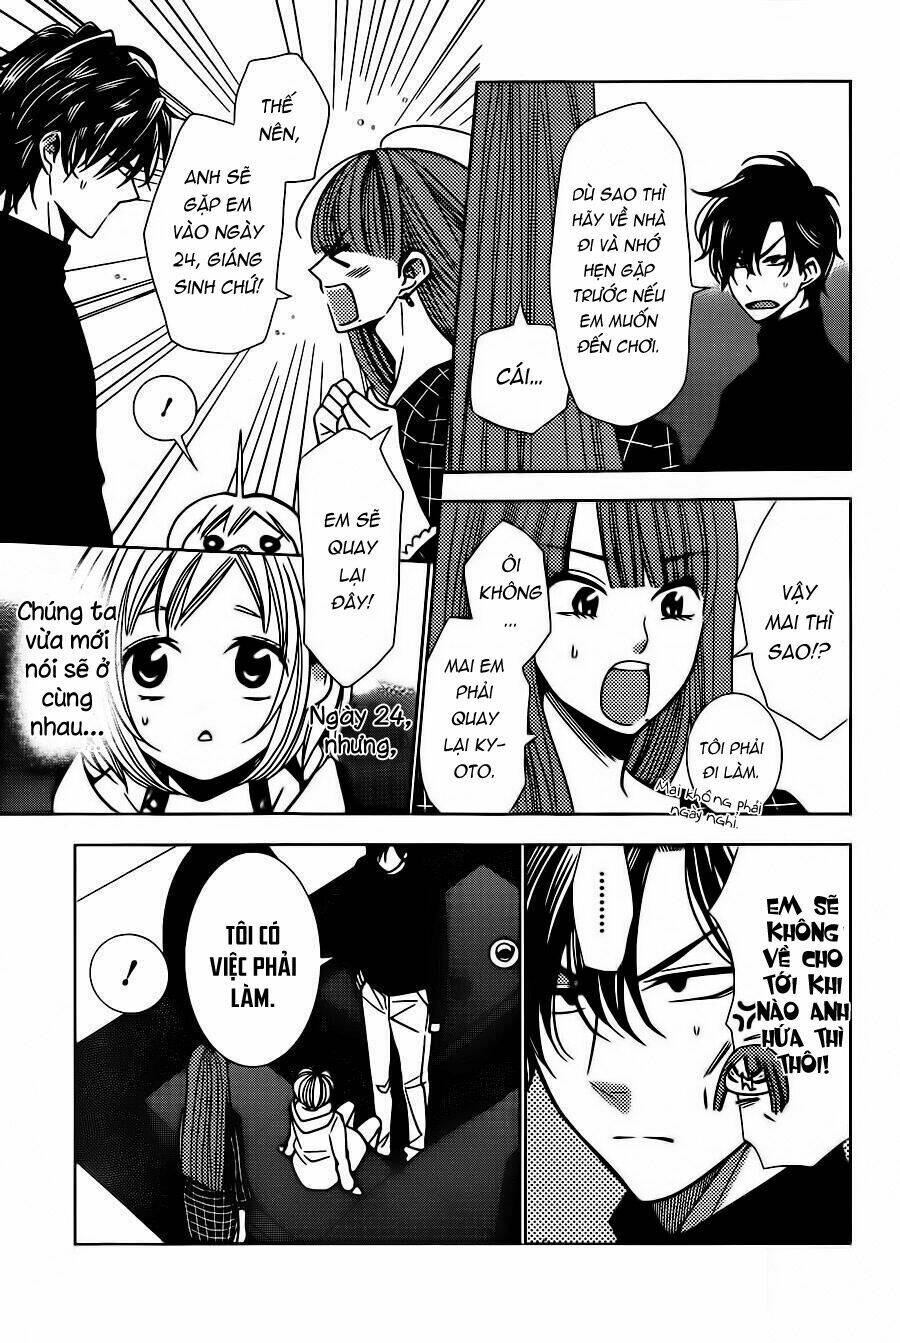 DÙ SAO THÌ
HÃY VỀ NHÀ
ĐI VÀ NHỚ
HẸN GẶP
TRƯỚC NẾU
EM MUỐN
ĐẾN CHƠI.
CÁI...
VẬY
MAI THÌ
SAO!?
TÔI PHẢI
ĐI LÀM.
Mai không phải
ngày nghỉ.
ÔI
KHÔNG
...
MAI EM
PHẢI
QUAY
LẠI KY-
OTO.
THẾ
NÊN,
ANH SẼ
GẶP EM
VÀO NGÀY
24, GIÁNG
SINH CHỨ!
!
EM SẼ
QUAY
LẠI
ĐÂY!
Ngày 24,
nhưng,
Chúng ta
vừa mới
nói sẽ ở
cùng
nhau...
EM SẼ
KHÔNG
VỀ CHO
TỚI KHI
NÀO ANH
HỨA THÌ
THÔI!
........
TÔI CÓ
VIỆC PHẢI
LÀM.
!